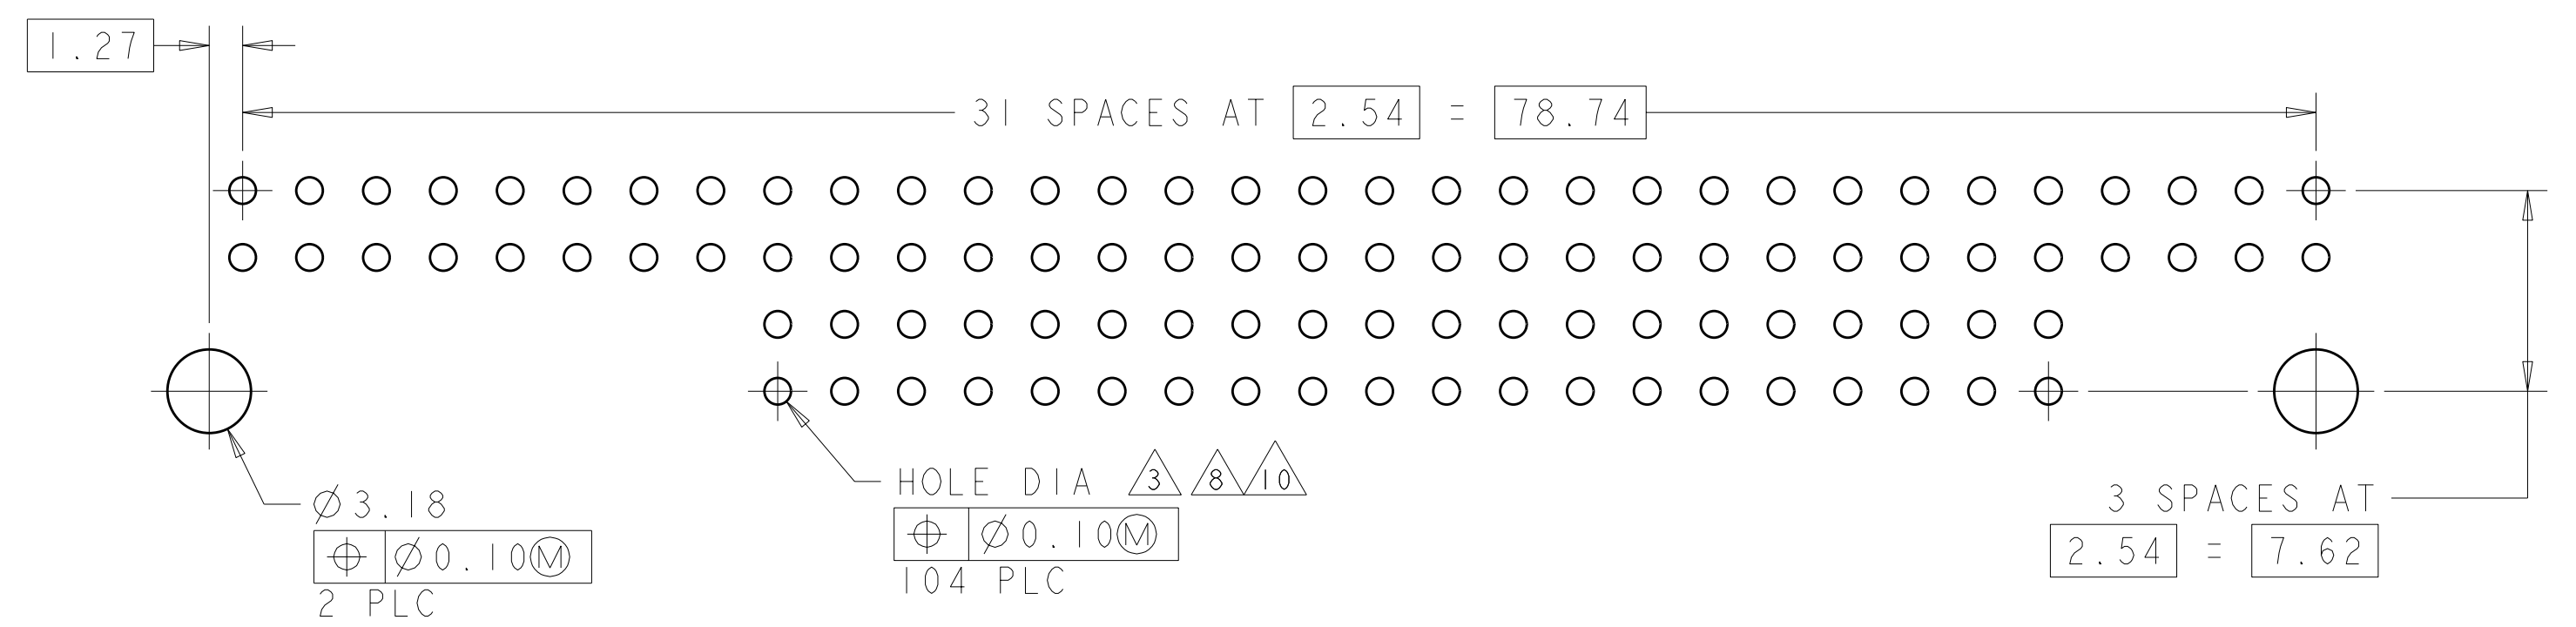 1.27
31 SPACES AT 2.54 = 78.74
HOLE DIA 3 8 10
⌖ Ø0.10Ⓜ
104 PLC
Ø3.18
⌖ Ø0.10Ⓜ
2 PLC
3 SPACES AT
2.54 = 7.62